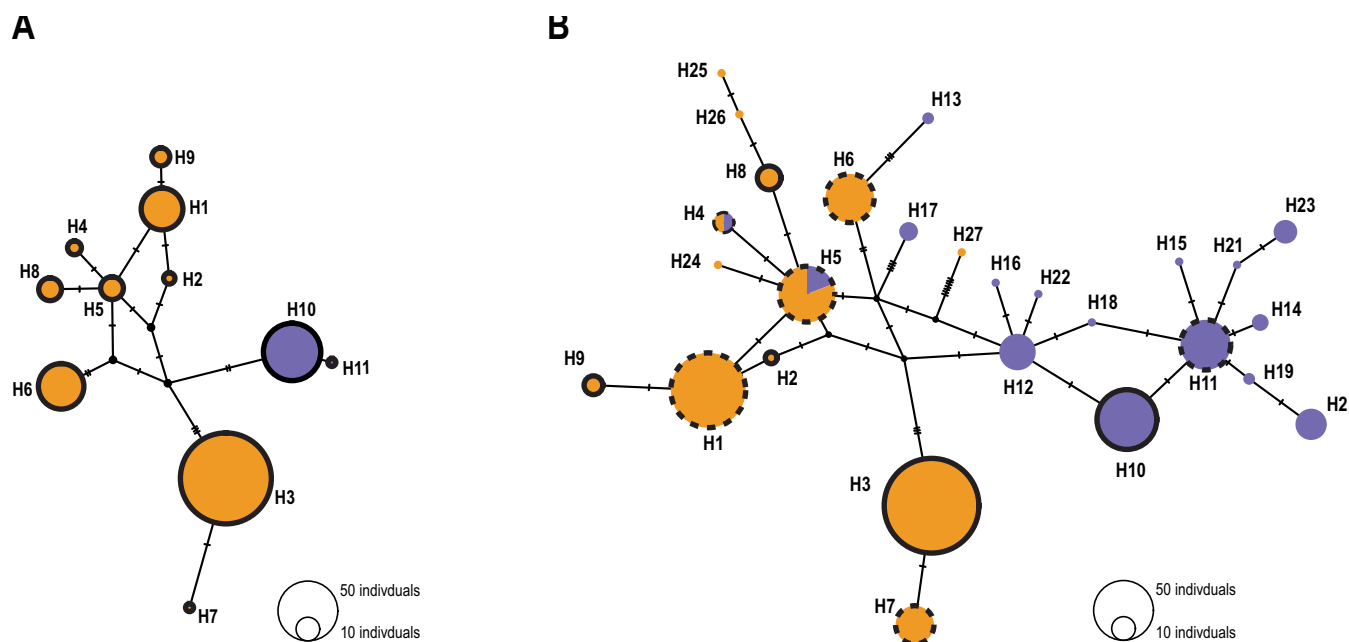 A
B
H9
H1
H4
H8
H5
H2
H10
H11
H6
H3
H7
50 indivduals
10 indivduals
H25
H26
H13
H6
H8
H4
H17
H23
H27
H15
H21
H24
H5
H16
H22
H18
H14
H9
H2
H12
H11
H19
H2
H1
H10
H3
H7
50 indivduals
10 indivduals